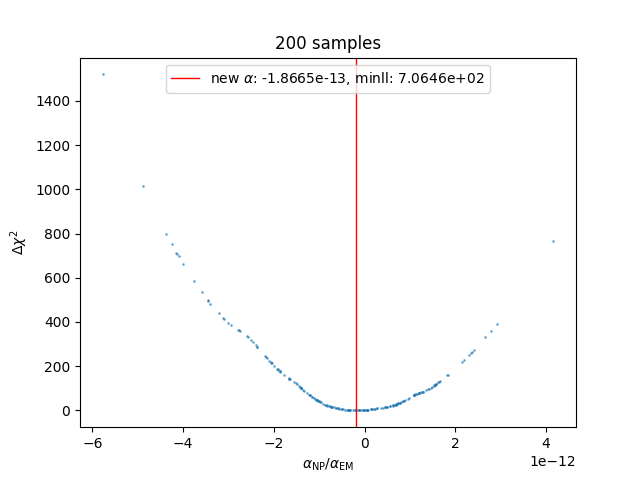 200 samples
new α: -1.8665e-13, minll: 7.0646e+02
Δχ²
1400
1200
1000
800
600
400
200
0
−6 −4 −2 0 2 4
1e−12
α_NP/α_EM